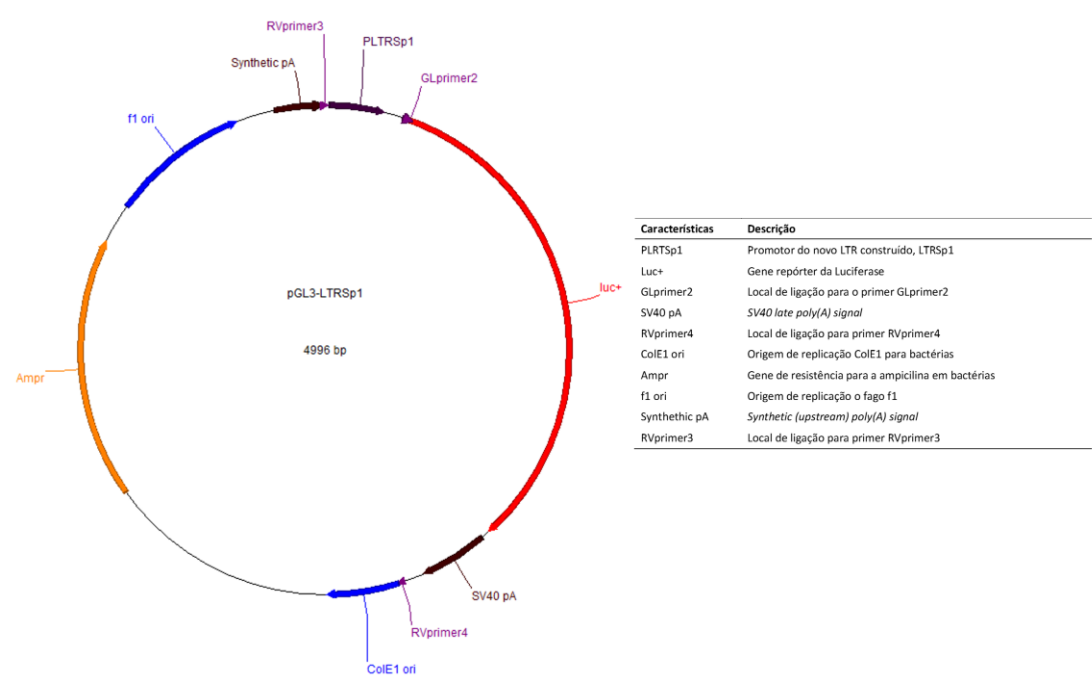 RVprimer3
PLTRSp1
Synthetic pA
GLprimer2
f1 ori
pGL3-LTRSp1
luc+
4996 bp
Ampr
SV40 pA
RVprimer4
ColE1 ori
Características Descrição
PLRTSp1 Promotor do novo LTR construído, LTRSp1
Luc+ Gene repórter da Luciferase
GLprimer2 Local de ligação para o primer GLprimer2
SV40 pA SV40 late poly(A) signal
RVprimer4 Local de ligação para primer RVprimer4
ColE1 ori Origem de replicação ColE1 para bactérias
Ampr Gene de resistência para a ampicilina em bactérias
f1 ori Origem de replicação o fago f1
Synthethic pA Synthetic (upstream) poly(A) signal
RVprimer3 Local de ligação para primer RVprimer3